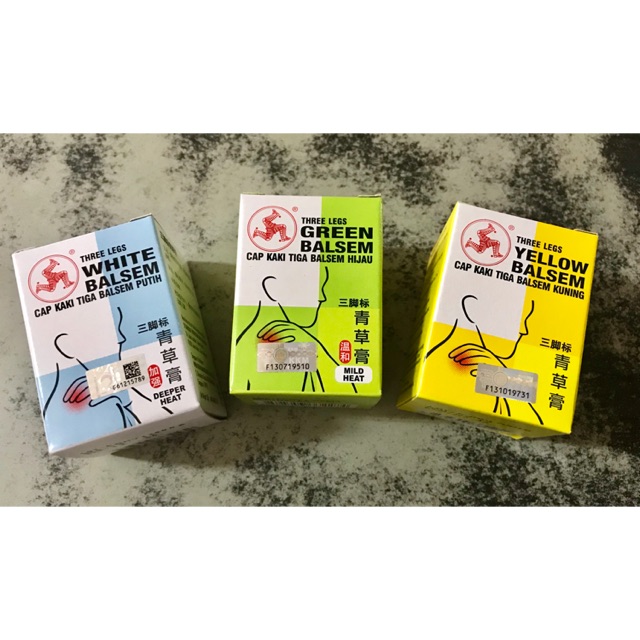 ®
THREE LEGS
WHITE
BALSEM
CAP KAKI TIGA BALSEM PUTIH
三脚标
青草膏
加强
DEEPER
HEAT
®
THREE LEGS
GREEN
BALSEM
CAP KAKI TIGA BALSEM HIJAU
三脚标
青草膏
温和
MILD
HEAT
F130719510
®
THREE LEGS
YELLOW
BALSEM
CAP KAKI TIGA BALSEM KUNING
三脚标
青草膏
F131019731